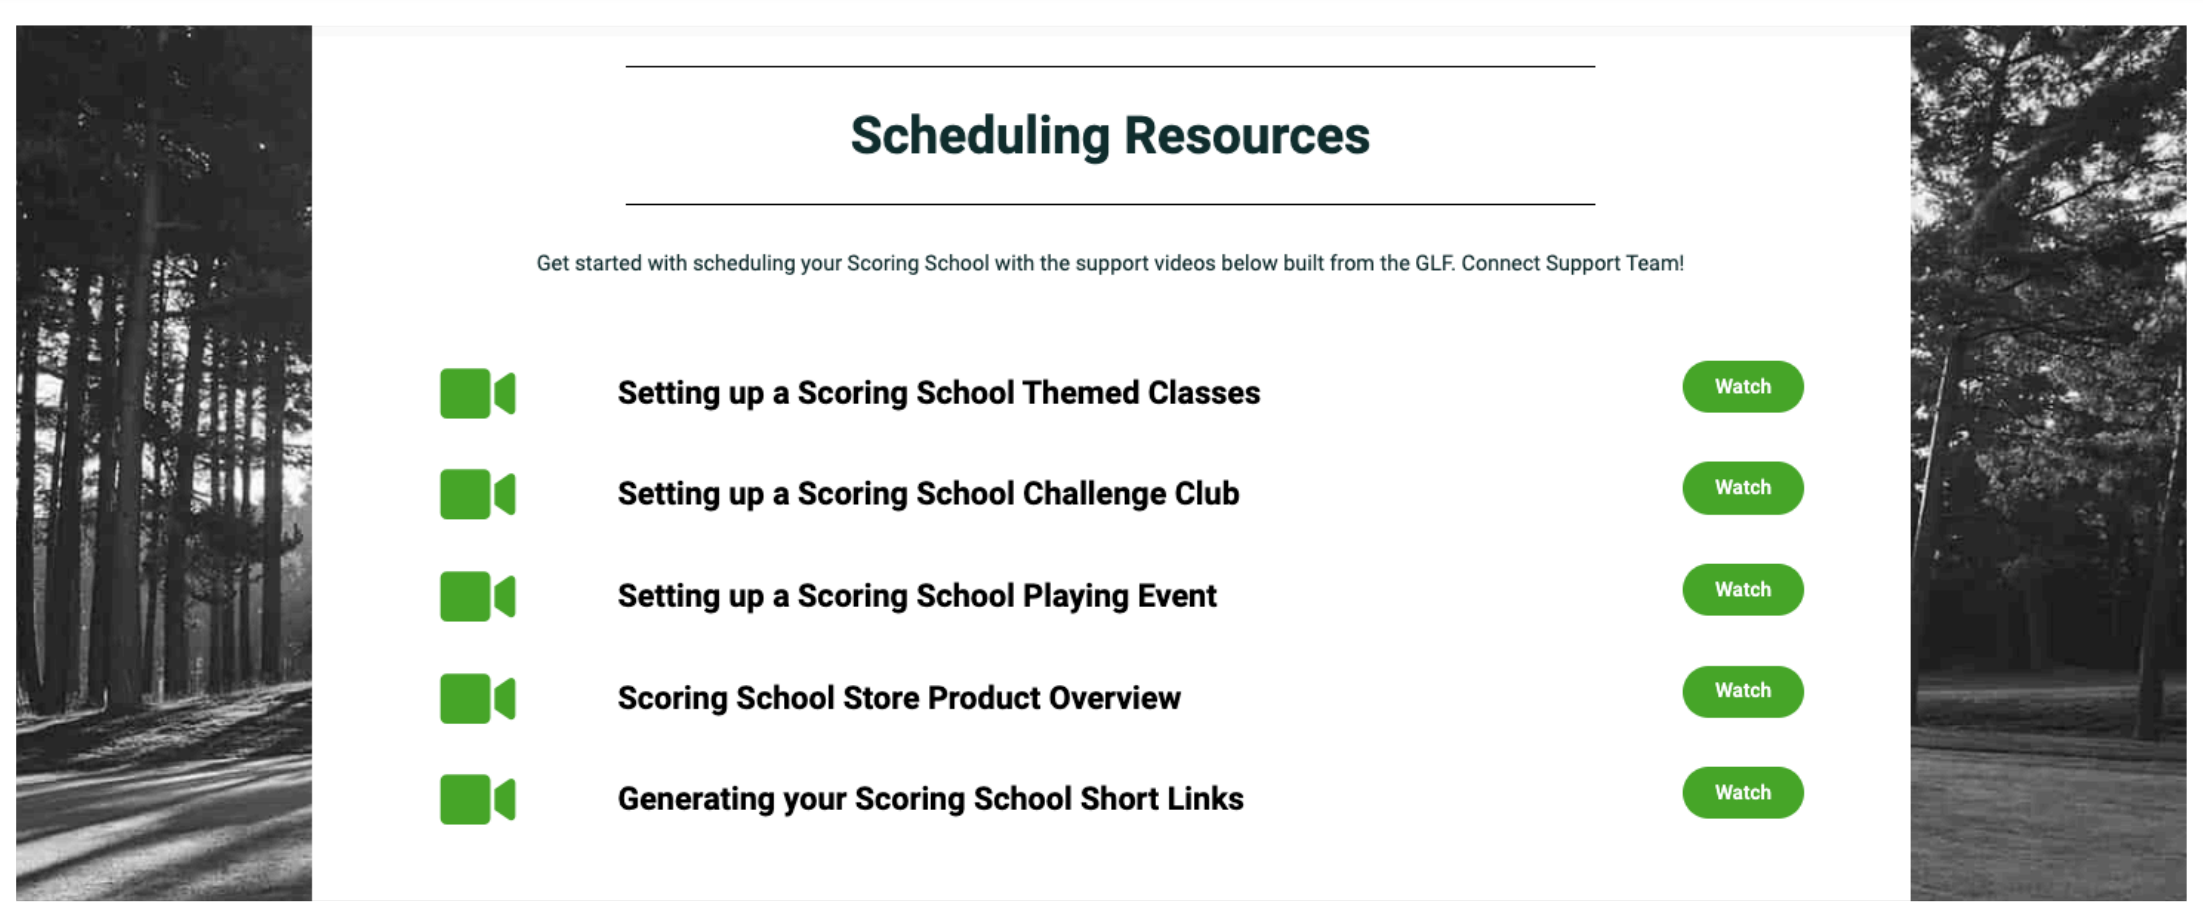 Scheduling Resources
Get started with scheduling your Scoring School with the support videos below built from the GLF. Connect Support Team!
Setting up a Scoring School Themed Classes
Watch
Setting up a Scoring School Challenge Club
Watch
Setting up a Scoring School Playing Event
Watch
Scoring School Store Product Overview
Watch
Generating your Scoring School Short Links
Watch